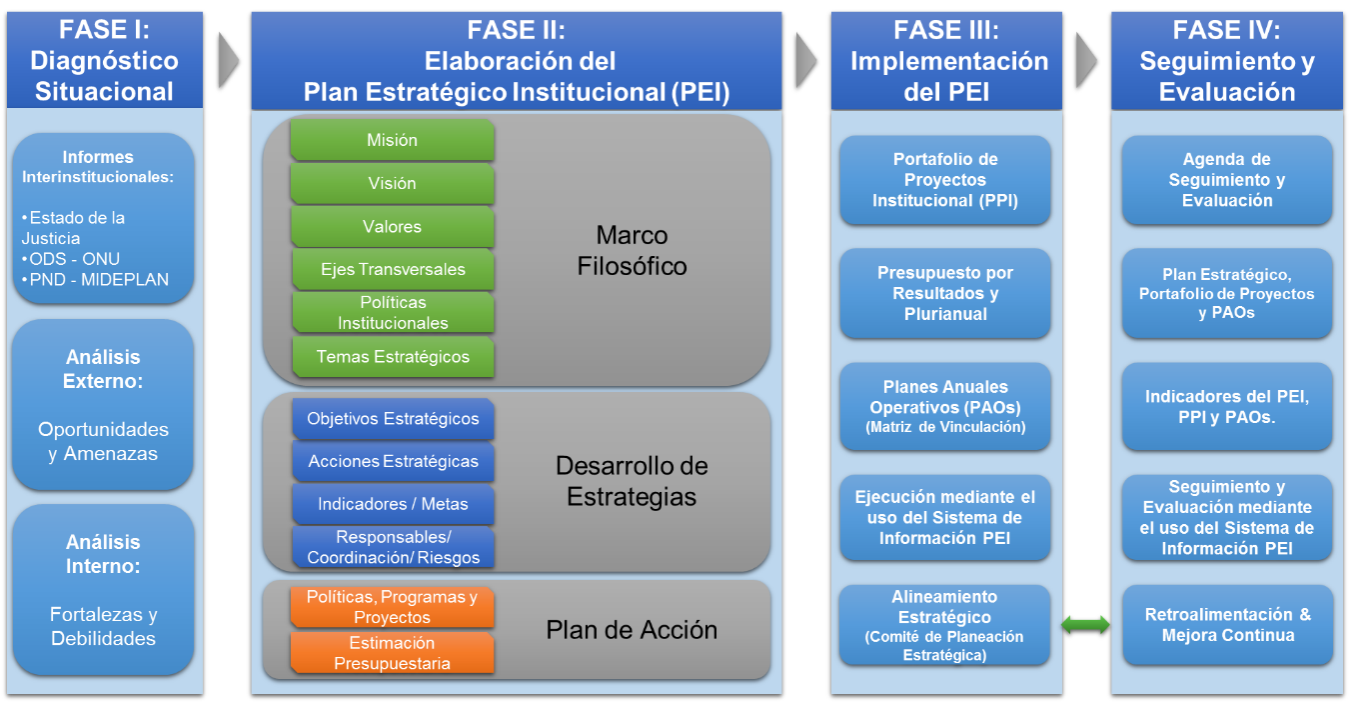 FASE I:
Diagnóstico
Situacional
Informes
Interinstitucionales:
•Estado de la
Justicia
•ODS - ONU
•PND - MIDEPLAN
Análisis
Externo:
Oportunidades
y Amenazas
Análisis
Interno:
Fortalezas y
Debilidades
FASE II:
Elaboración del
Plan Estratégico Institucional (PEI)
Misión
Visión
Valores
Ejes Transversales
Políticas
Institucionales
Temas Estratégicos
Marco
Filosófico
Objetivos Estratégicos
Acciones Estratégicas
Indicadores / Metas
Responsables/
Coordinación/ Riesgos
Desarrollo de
Estrategias
Políticas, Programas y
Proyectos
Estimación
Presupuestaria
Plan de Acción
FASE III:
Implementación
del PEI
Portafolio de
Proyectos
Institucional (PPI)
Presupuesto por
Resultados y
Plurianual
Planes Anuales
Operativos (PAOs)
(Matriz de Vinculación)
Ejecución mediante el
uso del Sistema de
Información PEI
Alineamiento
Estratégico
(Comité de Planeación
Estratégica)
FASE IV:
Seguimiento y
Evaluación
Agenda de
Seguimiento y
Evaluación
Plan Estratégico,
Portafolio de Proyectos
y PAOs
Indicadores del PEI,
PPI y PAOs.
Seguimiento y
Evaluación mediante
el uso del Sistema de
Información PEI
Retroalimentación &
Mejora Continua